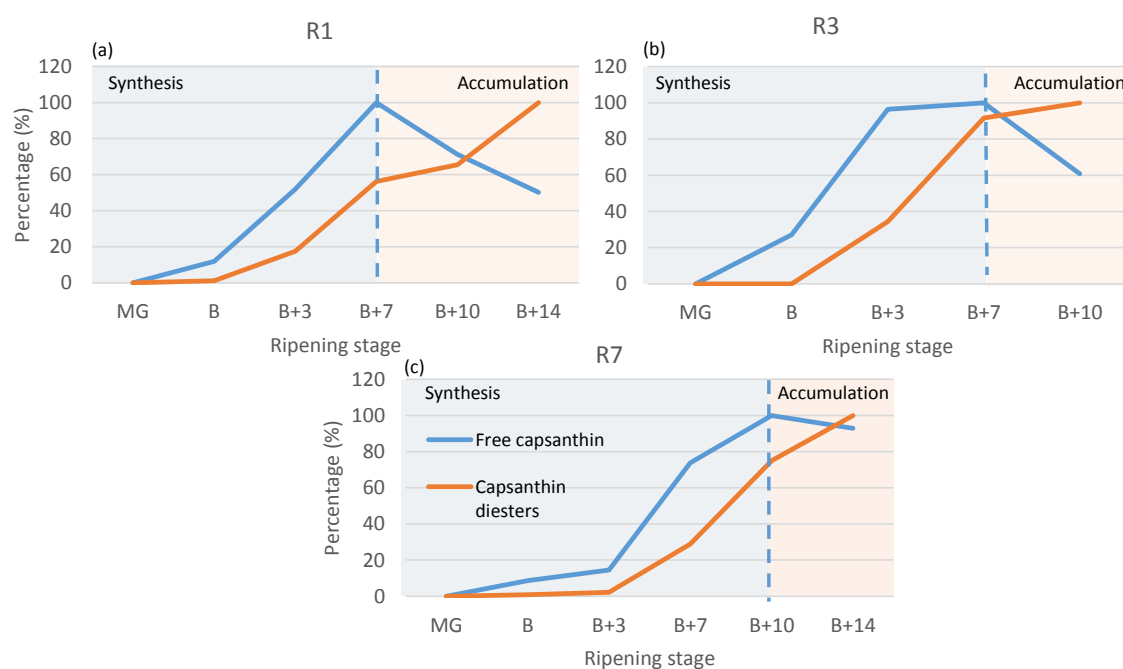 R1
(a)
Synthesis
Accumulation
120
100
80
60
40
20
0
Percentage (%)
MG B B+3 B+7 B+10 B+14
Ripening stage
R3
(b)
Synthesis
Accumulation
120
100
80
60
40
20
0
MG B B+3 B+7 B+10
Ripening stage
R7
(c)
Synthesis
Accumulation
120
100
80
60
40
20
0
Percentage (%)
Free capsanthin
Capsanthin
diesters
MG B B+3 B+7 B+10 B+14
Ripening stage